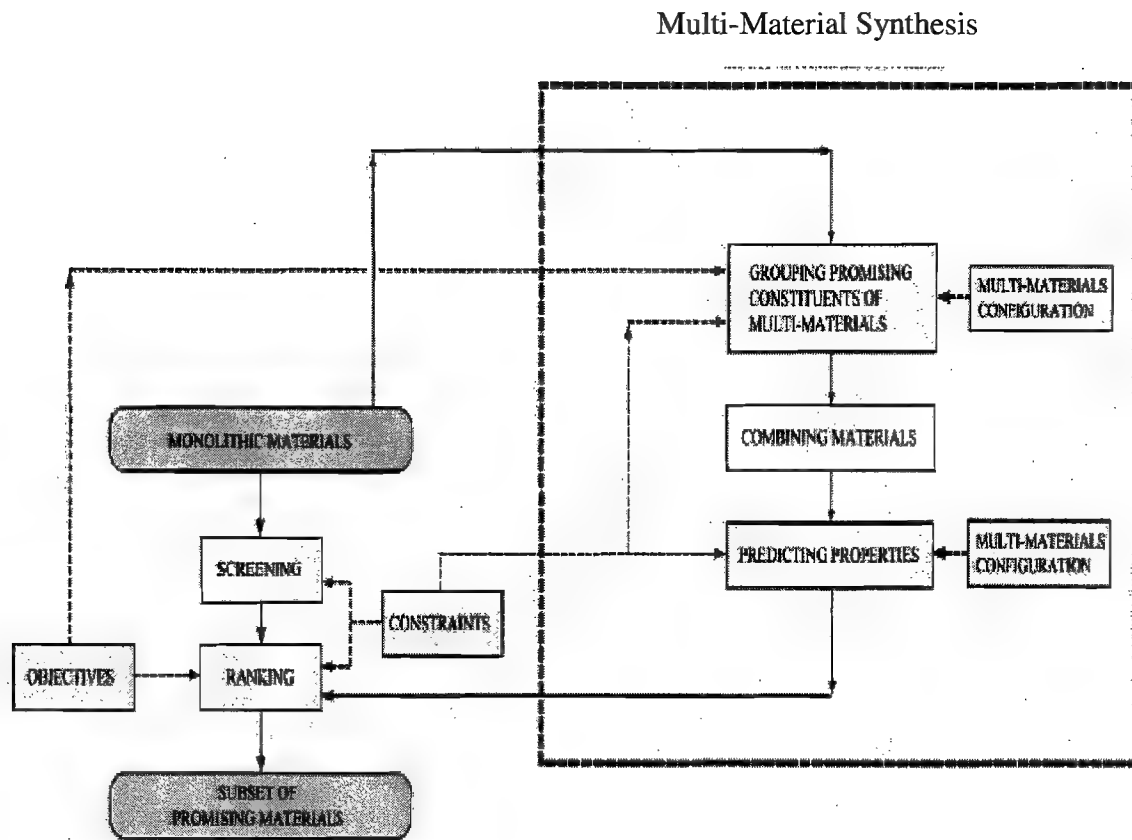 Multi-Material Synthesis
GROUPING PROMISING
CONSTITUENTS OF
MULTI-MATERIALS
MULTI-MATERIALS
CONFIGURATION
MONOLITHIC MATERIALS
COMBINING MATERIALS
SCREENING
PREDICTING PROPERTIES
MULTI-MATERIALS
CONFIGURATION
CONSTRAINTS
OBJECTIVES
RANKING
SUBSET OF
PROMISING MATERIALS